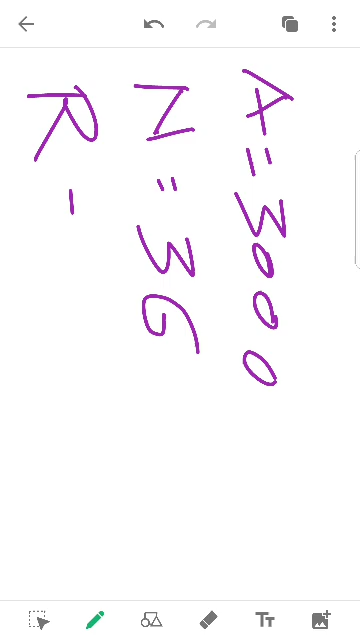 A = 3000
N = 36
R -